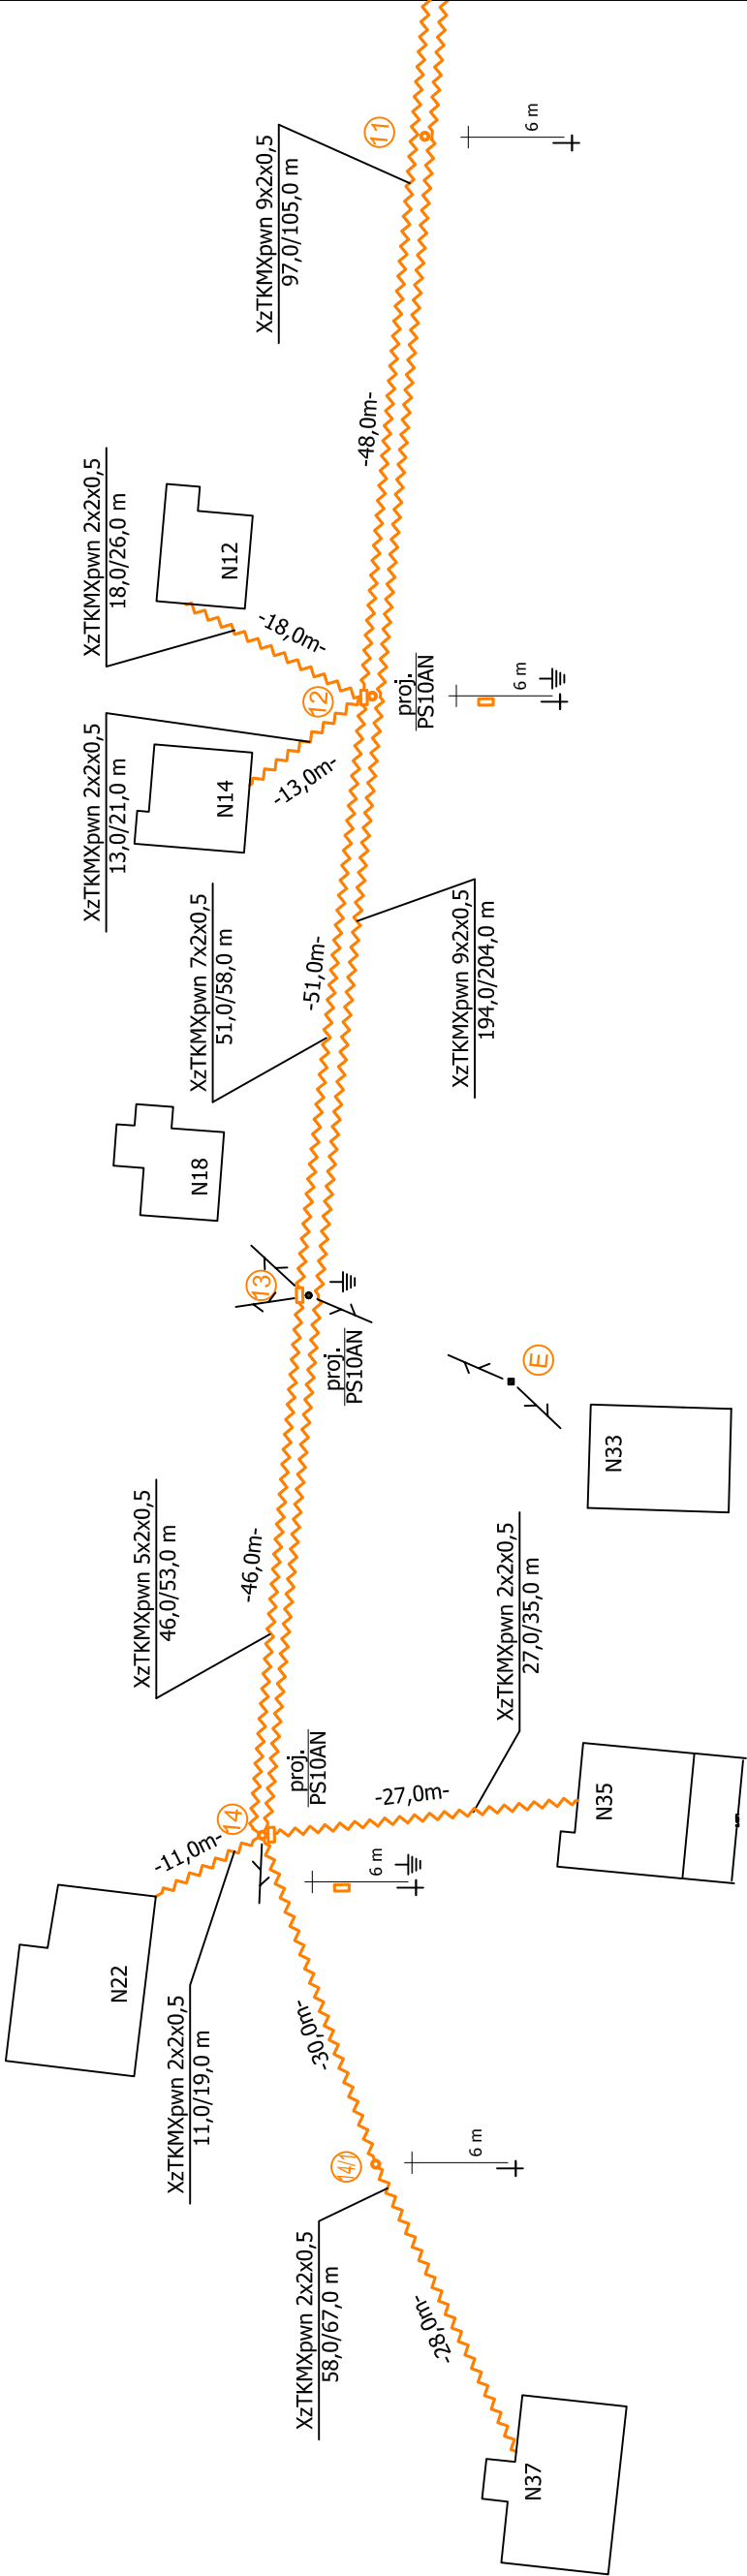 11
6 m
XzTKMXpwn 9x2x0,5
97,0/105,0 m
-48,0m-
XzTKMXpwn 2x2x0,5
18,0/26,0 m
N12
-18,0m-
12
proj.
PS10AN
6 m
XzTKMXpwn 2x2x0,5
13,0/21,0 m
N14
-13,0m-
XzTKMXpwn 7x2x0,5
51,0/58,0 m
-51,0m-
XzTKMXpwn 9x2x0,5
194,0/204,0 m
N18
13
proj.
PS10AN
E
N33
XzTKMXpwn 5x2x0,5
46,0/53,0 m
-46,0m-
XzTKMXpwn 2x2x0,5
27,0/35,0 m
proj.
PS10AN
14
-27,0m-
N35
-11,0m-
6 m
N22
XzTKMXpwn 2x2x0,5
11,0/19,0 m
-30,0m-
14/1
6 m
XzTKMXpwn 2x2x0,5
58,0/67,0 m
-28,0m-
N37